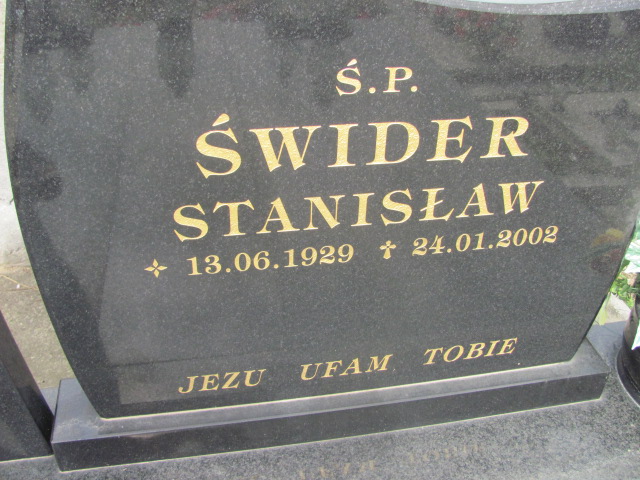 Ś.P.
ŚWIDER
STANISŁAW
13.06.1929 24.01.2002
JEZU UFAM TOBIE